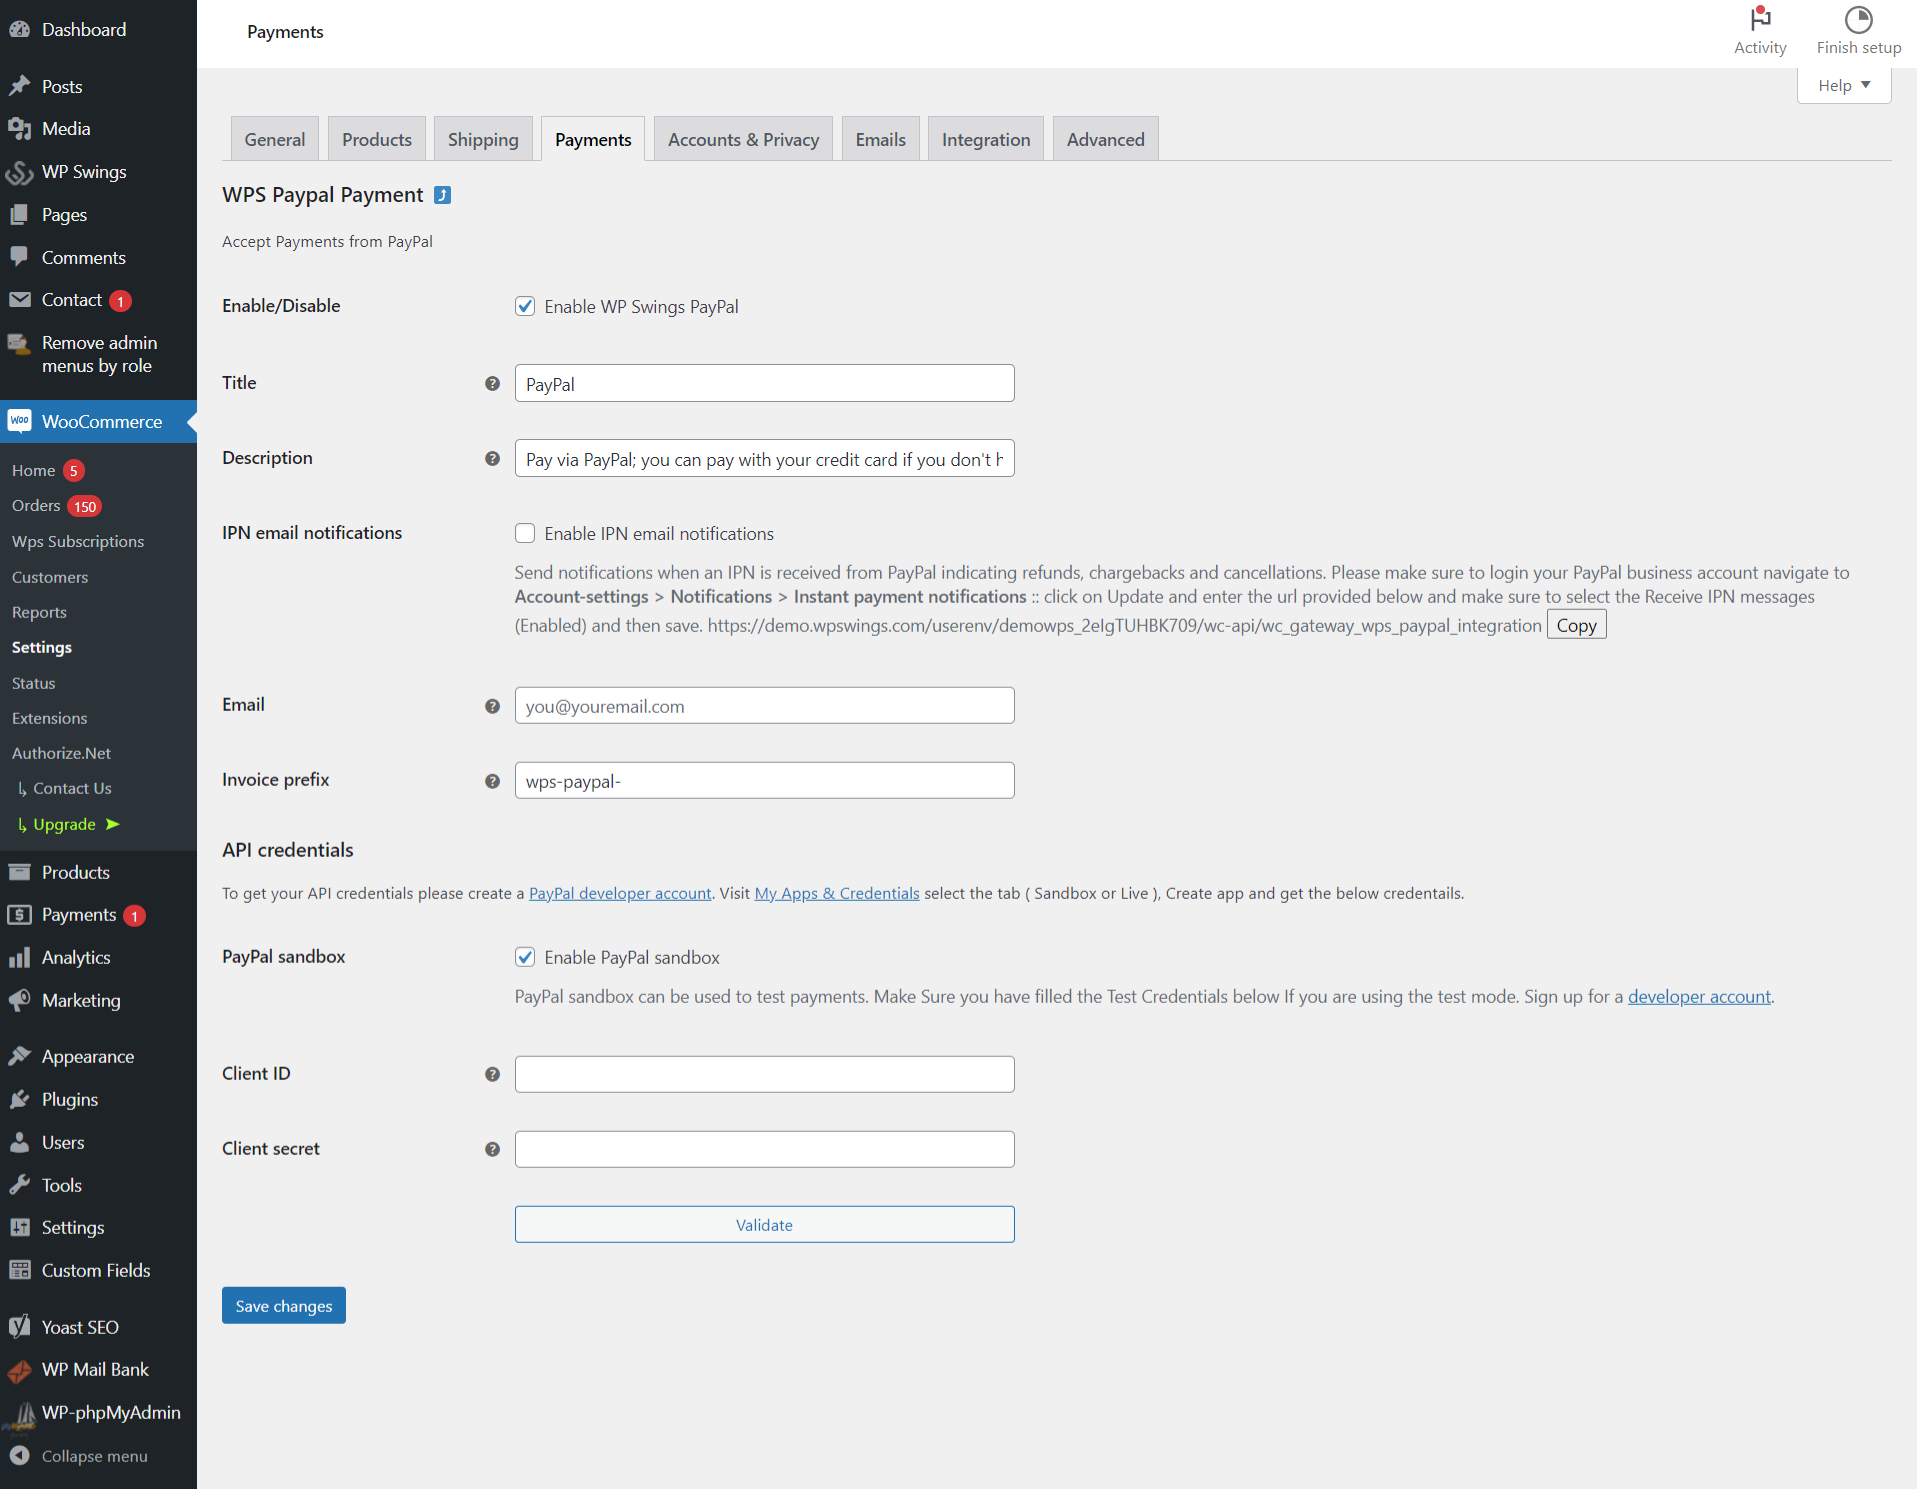 Dashboard
Posts
Media
WP Swings
Pages
Comments
Contact 1
Remove admin
menus by role
Woo WooCommerce
Home 5
Orders 150
Wps Subscriptions
Customers
Reports
Settings
Status
Extensions
Authorize.Net
↳ Contact Us
↳ Upgrade ➤
Products
Payments 1
Analytics
Marketing
Appearance
Plugins
Users
Tools
Settings
Custom Fields
Yoast SEO
WP Mail Bank
WP-phpMyAdmin
Collapse menu
Payments
Activity
Finish setup
Help ▼
General
Products
Shipping
Payments
Accounts & Privacy
Emails
Integration
Advanced
WPS Paypal Payment ⤴
Accept Payments from PayPal
Enable/Disable
Enable WP Swings PayPal
Title
PayPal
Description
Pay via PayPal; you can pay with your credit card if you don't h
IPN email notifications
Enable IPN email notifications
Send notifications when an IPN is received from PayPal indicating refunds, chargebacks and cancellations. Please make sure to login your PayPal business account navigate to
Account-settings > Notifications > Instant payment notifications :: click on Update and enter the url provided below and make sure to select the Receive IPN messages
(Enabled) and then save. https://demo.wpswings.com/userenv/demowps_2eIgTUHBK709/wc-api/wc_gateway_wps_paypal_integration Copy
Email
you@youremail.com
Invoice prefix
wps-paypal-
API credentials
To get your API credentials please create a PayPal developer account. Visit My Apps & Credentials select the tab ( Sandbox or Live ), Create app and get the below credentails.
PayPal sandbox
Enable PayPal sandbox
PayPal sandbox can be used to test payments. Make Sure you have filled the Test Credentials below If you are using the test mode. Sign up for a developer account.
Client ID
Client secret
Validate
Save changes